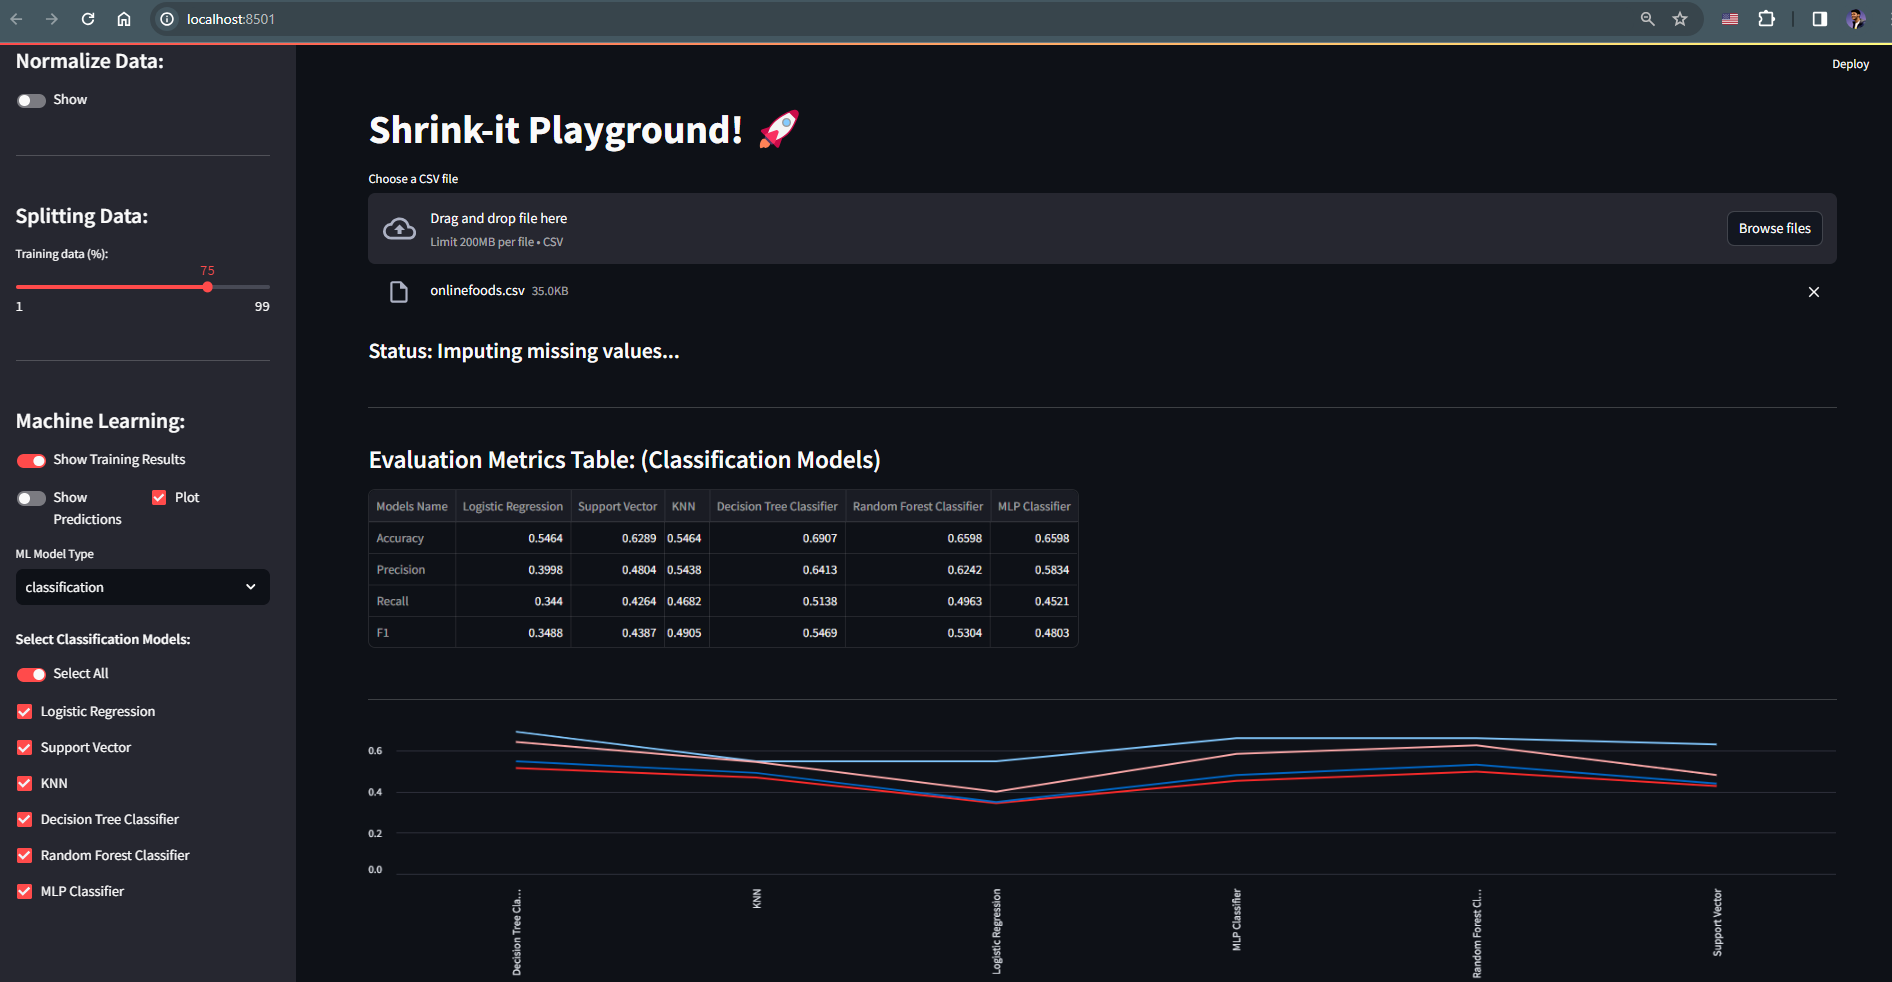 localhost:8501
Normalize Data:
Show
Splitting Data:
Training data (%):
75
1 99
Machine Learning:
Show Training Results
Show Predictions
Plot
ML Model Type
classification
Select Classification Models:
Select All
Logistic Regression
Support Vector
KNN
Decision Tree Classifier
Random Forest Classifier
MLP Classifier
Deploy
Shrink-it Playground! 🚀
Choose a CSV file
Drag and drop file here
Limit 200MB per file • CSV
Browse files
onlinefoods.csv 35.0KB
Status: Imputing missing values...
Evaluation Metrics Table: (Classification Models)
Models Name Logistic Regression Support Vector KNN Decision Tree Classifier Random Forest Classifier MLP Classifier
Accuracy 0.5464 0.6289 0.5464 0.6907 0.6598 0.6598
Precision 0.3998 0.4804 0.5438 0.6413 0.6242 0.5834
Recall 0.344 0.4264 0.4682 0.5138 0.4963 0.4521
F1 0.3488 0.4387 0.4905 0.5469 0.5304 0.4803
0.6
0.4
0.2
0.0
Decision Tree Cla...
KNN
Logistic Regression
MLP Classifier
Random Forest Cl...
Support Vector